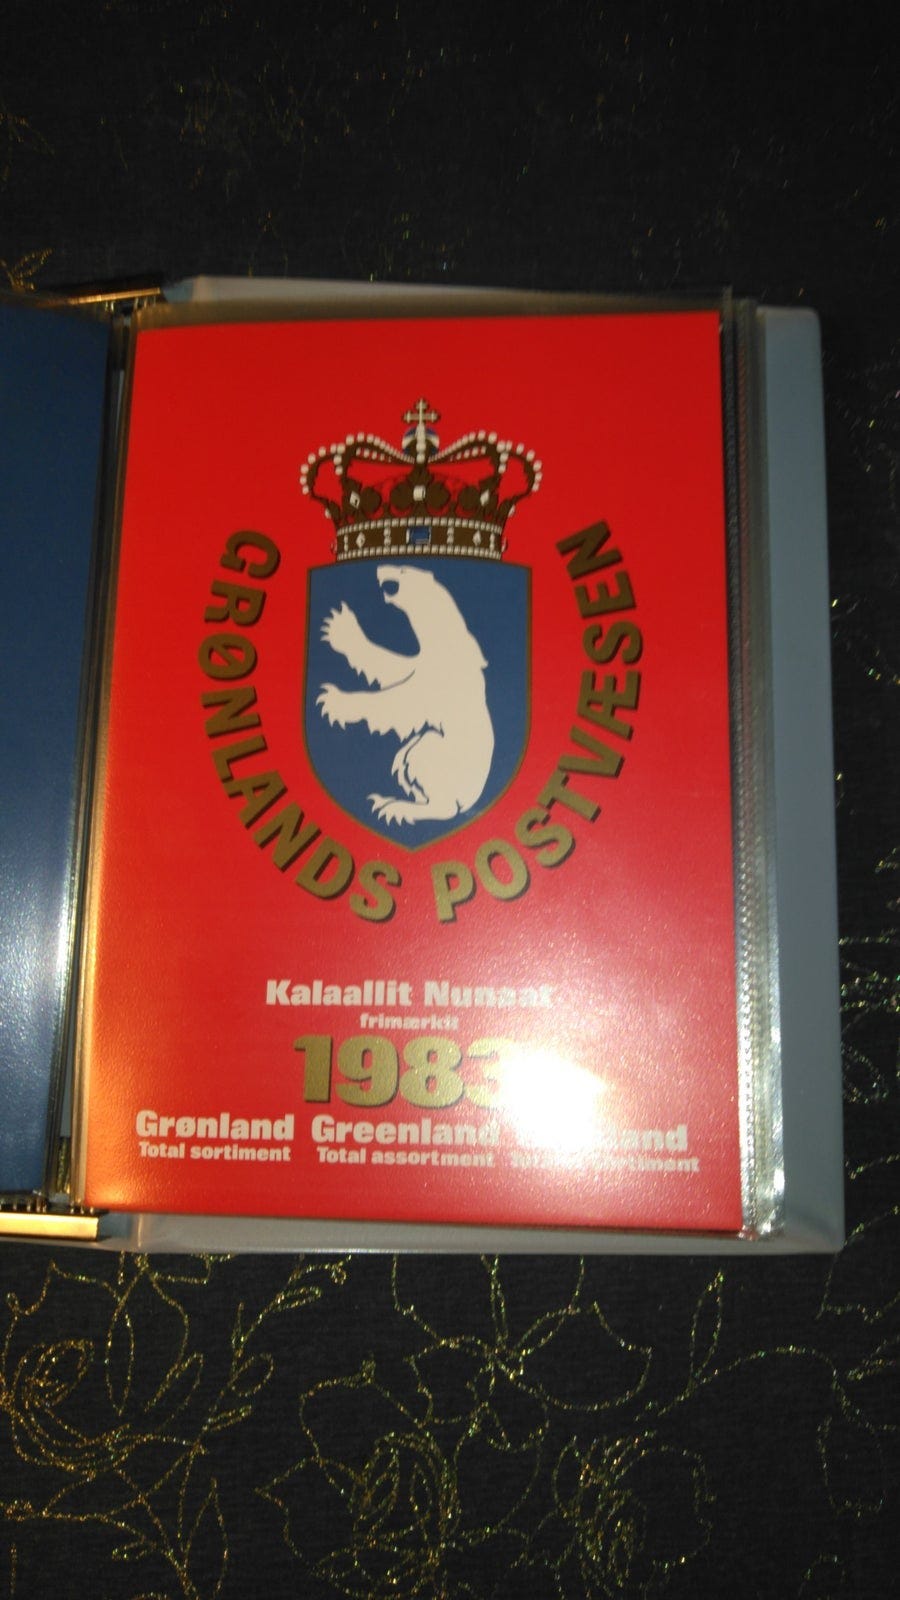 GRØNLANDS POSTVÆSEN
Kalaallit Nunaat
frimærkit
1983
Grønland Greenland
Total sortiment Total assortment